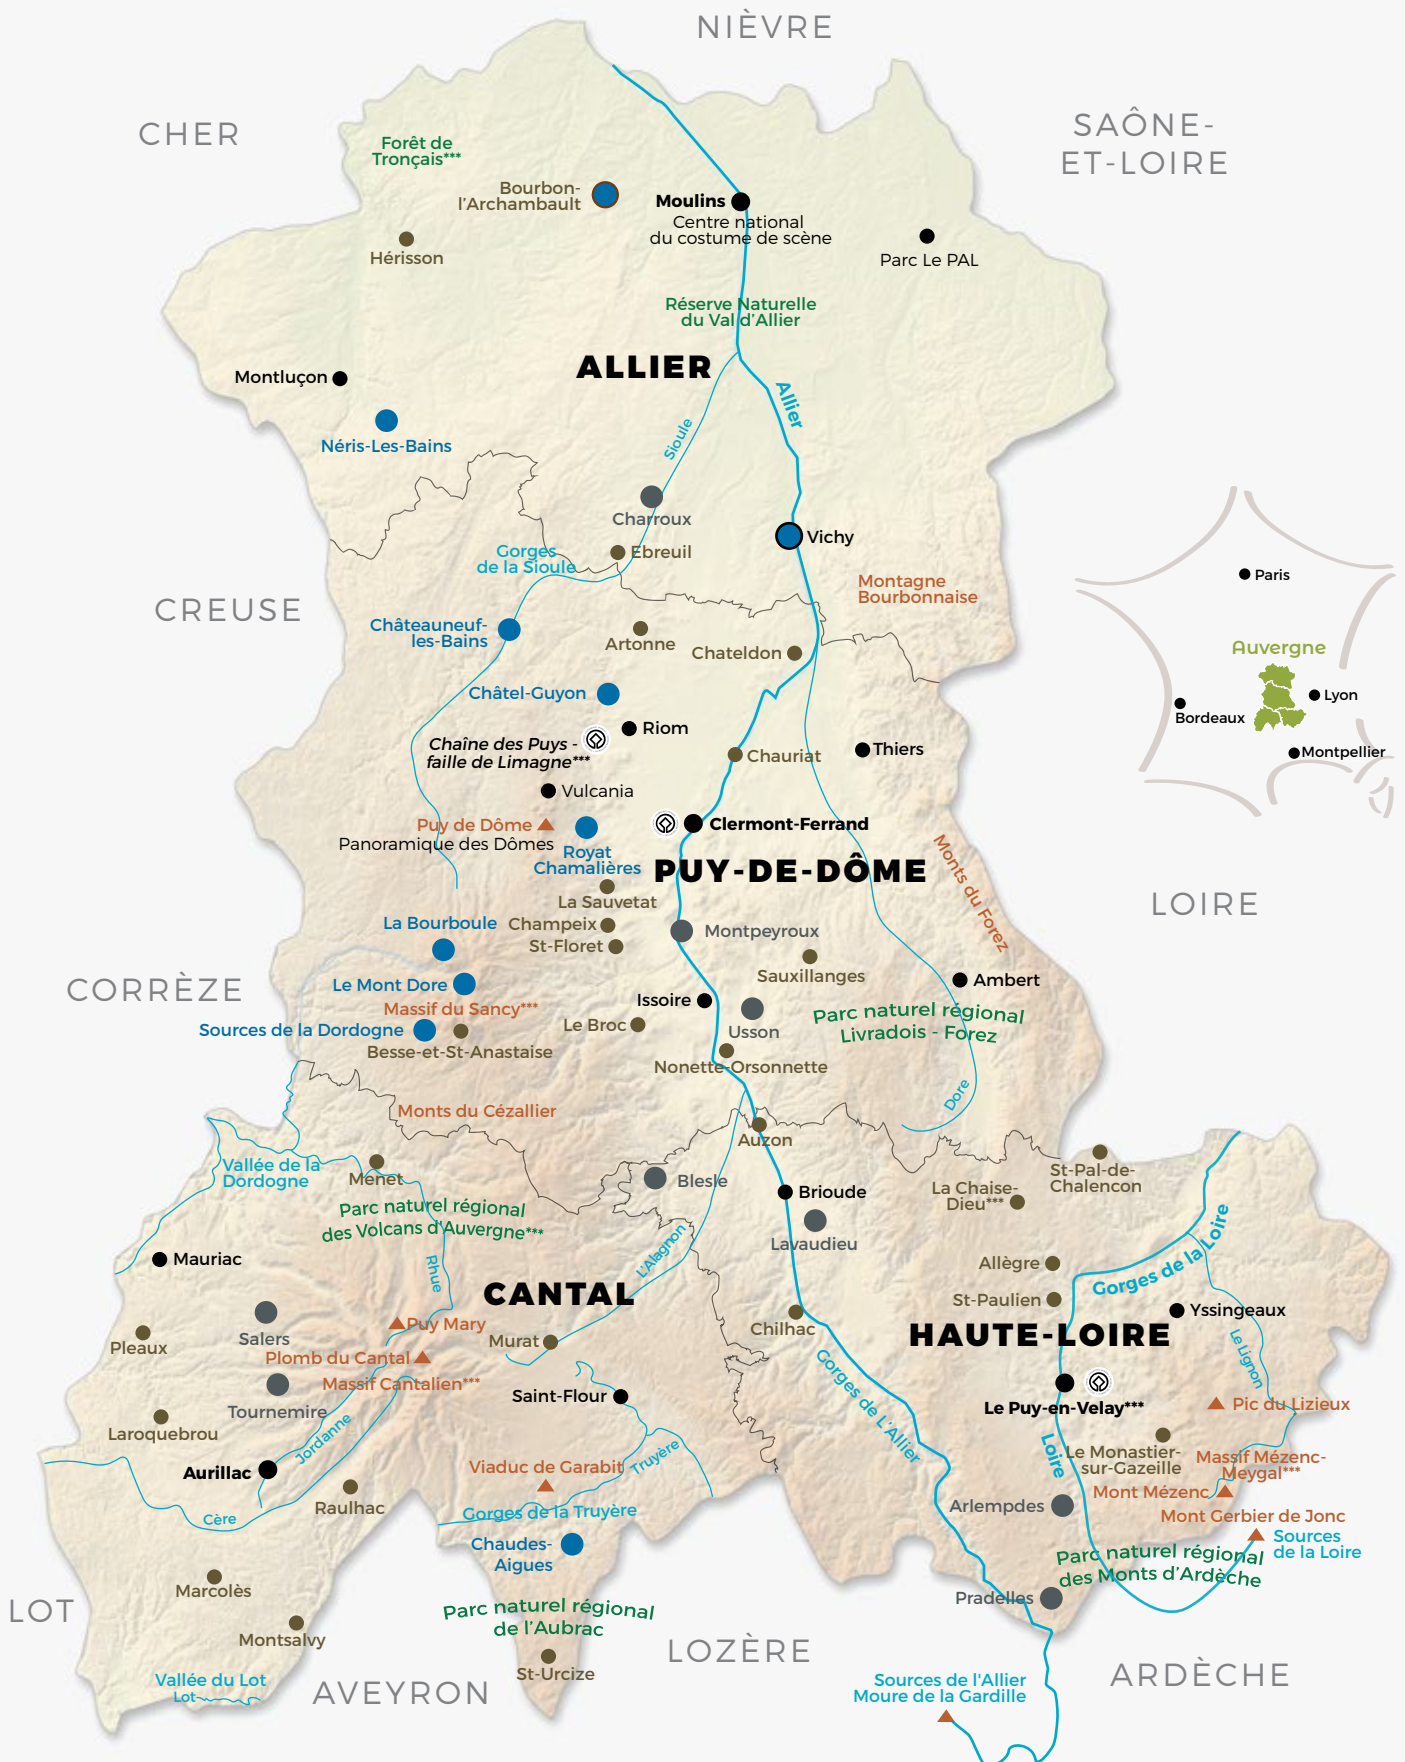 NIÈVRE
CHER
SAÔNE-
ET-LOIRE
Forêt de
Tronçais***
Bourbon-
l'Archambault
Moulins
Centre national
du costume de scène
Hérisson
Parc Le PAL
Réserve Naturelle
du Val d'Allier
ALLIER
Montluçon
Allier
Néris-Les-Bains
Sioule
Charroux
Ebreuil
Vichy
Gorges
de la Sioule
Montagne
Bourbonnaise
CREUSE
Châteauneuf-
les-Bains
Artonne
Chateldon
Châtel-Guyon
Riom
Chaîne des Puys -
faille de Limagne***
Chauriat
Thiers
Vulcania
Puy de Dôme
Panoramique des Dômes
Clermont-Ferrand
Royat
Chamalières
PUY-DE-DÔME
Monts du Forez
La Sauvetat
LOIRE
La Bourboule
Champeix
St-Floret
Montpeyroux
Sauxillanges
Ambert
CORRÈZE
Le Mont Dore
Massif du Sancy***
Issoire
Sources de la Dordogne
Besse-et-St-Anastaise
Le Broc
Usson
Parc naturel régional
Livradois - Forez
Nonette-Orsonnette
Dore
Monts du Cézallier
Auzon
Vallée de la
Dordogne
Menet
Blesle
Brioude
La Chaise-
Dieu***
St-Pal-de-
Chalencon
Parc naturel régional
des Volcans d'Auvergne***
Lavaudieu
Mauriac
Rhue
L'Alagnon
Allègre
Gorges de la Loire
CANTAL
St-Paulien
Yssingeaux
Salers
Puy Mary
Pleaux
Murat
Chilhac
HAUTE-LOIRE
Le Lignon
Plomb du Cantal
Massif Cantalien***
Tournemire
Saint-Flour
Gorges de L'Allier
Le Puy-en-Velay***
Pic du Lizieux
Laroquebrou
Jordanne
Truyère
Loire
Le Monastier-
sur-Gazeille
Massif Mézenc-
Meygal***
Aurillac
Viaduc de Garabit
Mont Mézenc
Raulhac
Arlempdes
Cère
Gorges de la Truyère
Mont Gerbier de Jonc
Chaudes-
Aigues
Sources
de la Loire
Parc naturel régional
des Monts d'Ardèche
Marcolès
Pradelles
LOT
Parc naturel régional
de l'Aubrac
Montsalvy
LOZÈRE
St-Urcize
Vallée du Lot
Lot
AVEYRON
Sources de l'Allier
Moure de la Gardille
ARDÈCHE
Paris
Auvergne
Lyon
Bordeaux
Montpellier